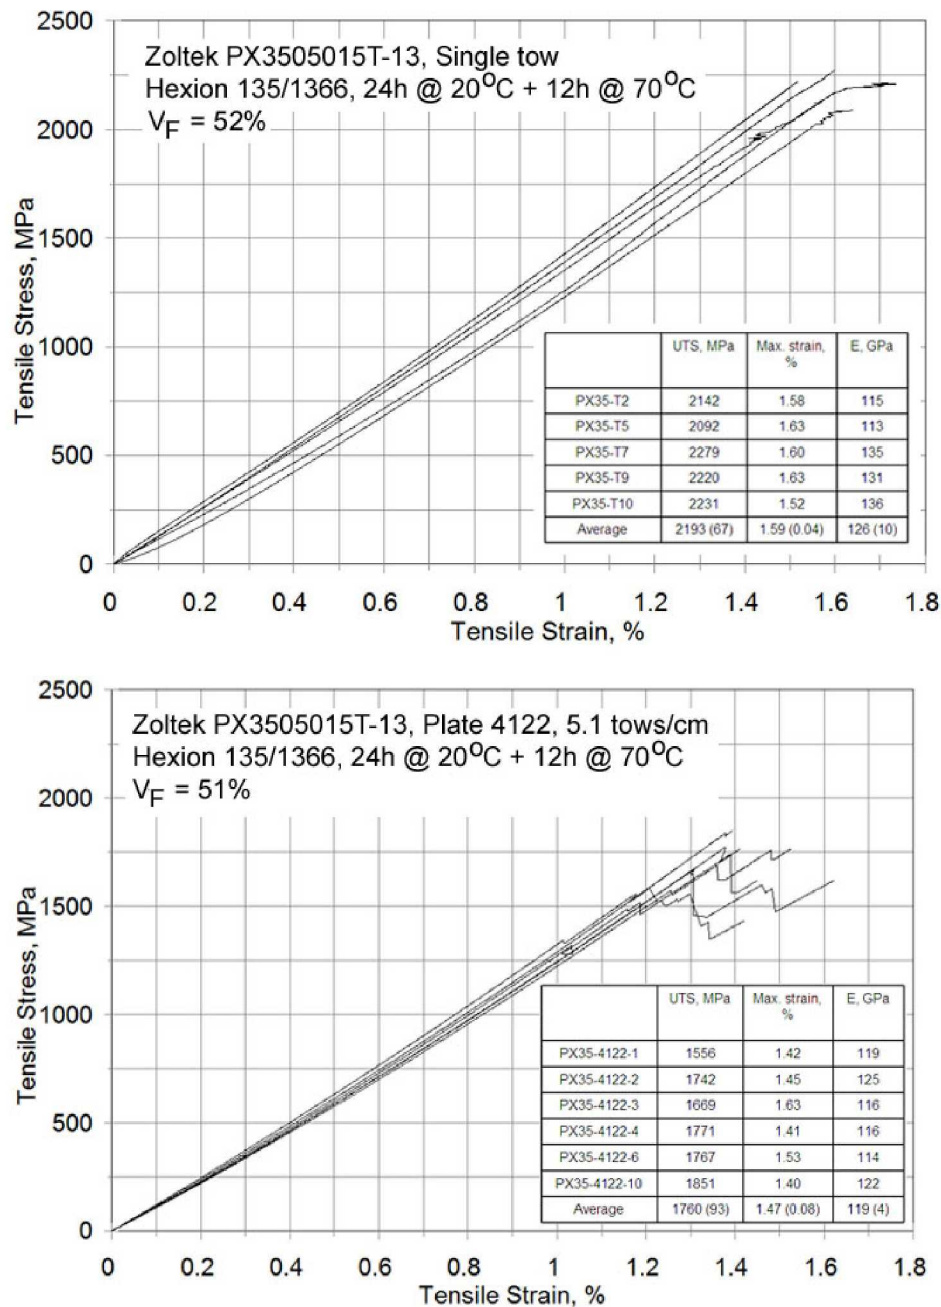 2500
2000
1500
1000
500
0
Tensile Stress, MPa
Zoltek PX3505015T-13, Single tow
Hexion 135/1366, 24h @ 20°C + 12h @ 70°C
VF = 52%
UTS, MPa Max. strain, % E, GPa
PX35-T2 2142 1.58 115
PX35-T5 2092 1.63 113
PX35-T7 2279 1.60 135
PX35-T9 2220 1.63 131
PX35-T10 2231 1.52 136
Average 2193 (67) 1.59 (0.04) 126 (10)
0 0.2 0.4 0.6 0.8 1 1.2 1.4 1.6 1.8
Tensile Strain, %
2500
2000
1500
1000
500
0
Tensile Stress, MPa
Zoltek PX3505015T-13, Plate 4122, 5.1 tows/cm
Hexion 135/1366, 24h @ 20°C + 12h @ 70°C
VF = 51%
UTS, MPa Max. strain, % E, GPa
PX35-4122-1 1556 1.42 119
PX35-4122-2 1742 1.45 125
PX35-4122-3 1669 1.63 116
PX35-4122-4 1771 1.41 116
PX35-4122-6 1767 1.53 114
PX35-4122-10 1851 1.40 122
Average 1760 (93) 1.47 (0.08) 119 (4)
0 0.2 0.4 0.6 0.8 1 1.2 1.4 1.6 1.8
Tensile Strain, %